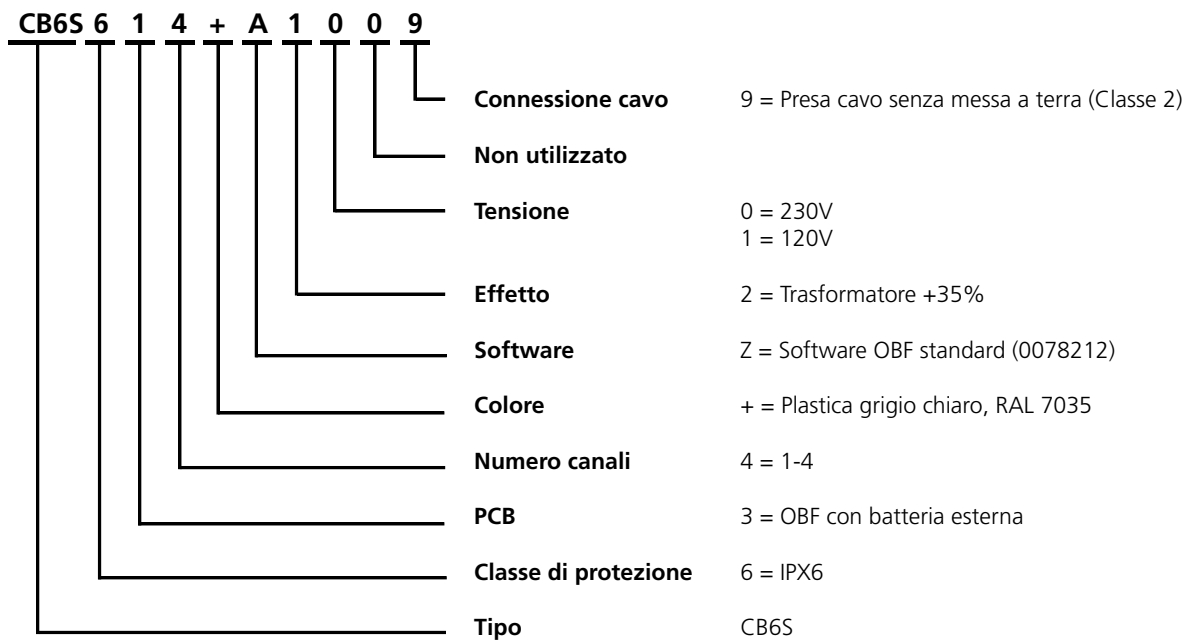 CB6S 6 1 4 + A 1 0 0 9
Connessione cavo 9 = Presa cavo senza messa a terra (Classe 2)
Non utilizzato
Tensione 0 = 230V
1 = 120V
Effetto 2 = Trasformatore +35%
Software Z = Software OBF standard (0078212)
Colore + = Plastica grigio chiaro, RAL 7035
Numero canali 4 = 1-4
PCB 3 = OBF con batteria esterna
Classe di protezione 6 = IPX6
Tipo CB6S